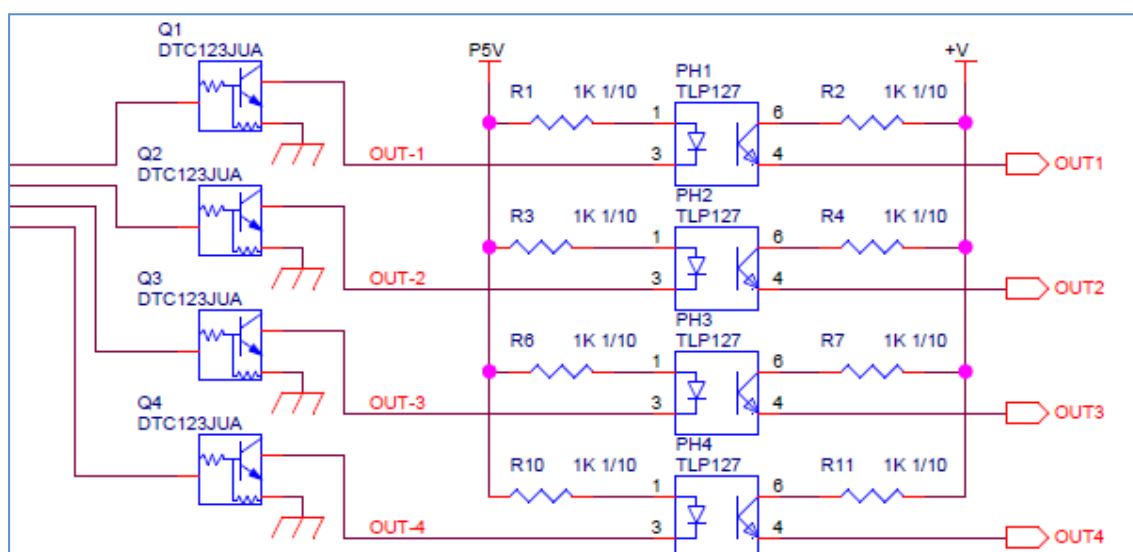 Q1
DTC123JUA
P5V
+V
PH1
TLP127
R1 1K 1/10
R2 1K 1/10
1
6
3
4
OUT-1
OUT1
Q2
DTC123JUA
PH2
TLP127
R3 1K 1/10
R4 1K 1/10
1
6
3
4
OUT-2
OUT2
Q3
DTC123JUA
PH3
TLP127
R6 1K 1/10
R7 1K 1/10
1
6
3
4
OUT-3
OUT3
Q4
DTC123JUA
PH4
TLP127
R10 1K 1/10
R11 1K 1/10
1
6
3
4
OUT-4
OUT4